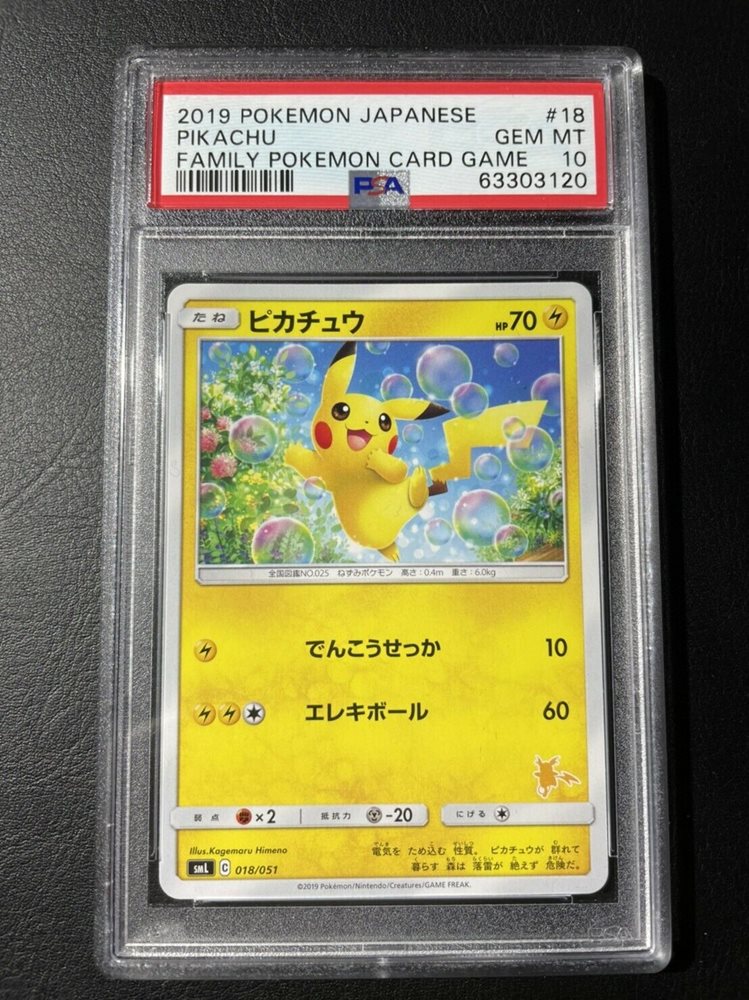 2019 POKEMON JAPANESE #18
PIKACHU GEM MT
FAMILY POKEMON CARD GAME 10
PSA 63303120
たね ピカチュウ HP70
全国図鑑NO.025 ねずみポケモン 高さ:0.4m 重さ:6.0kg
でんこうせっか 10
エレキボール 60
弱点 ×2 抵抗力 -20 にげる
Illus.Kagemaru Himeno
電気を ため込む 性質。 ピカチュウが 群れて
暮らす 森は 落雷が 絶えず 危険だ。
smL C 018/051
©2019 Pokémon/Nintendo/Creatures/GAME FREAK.